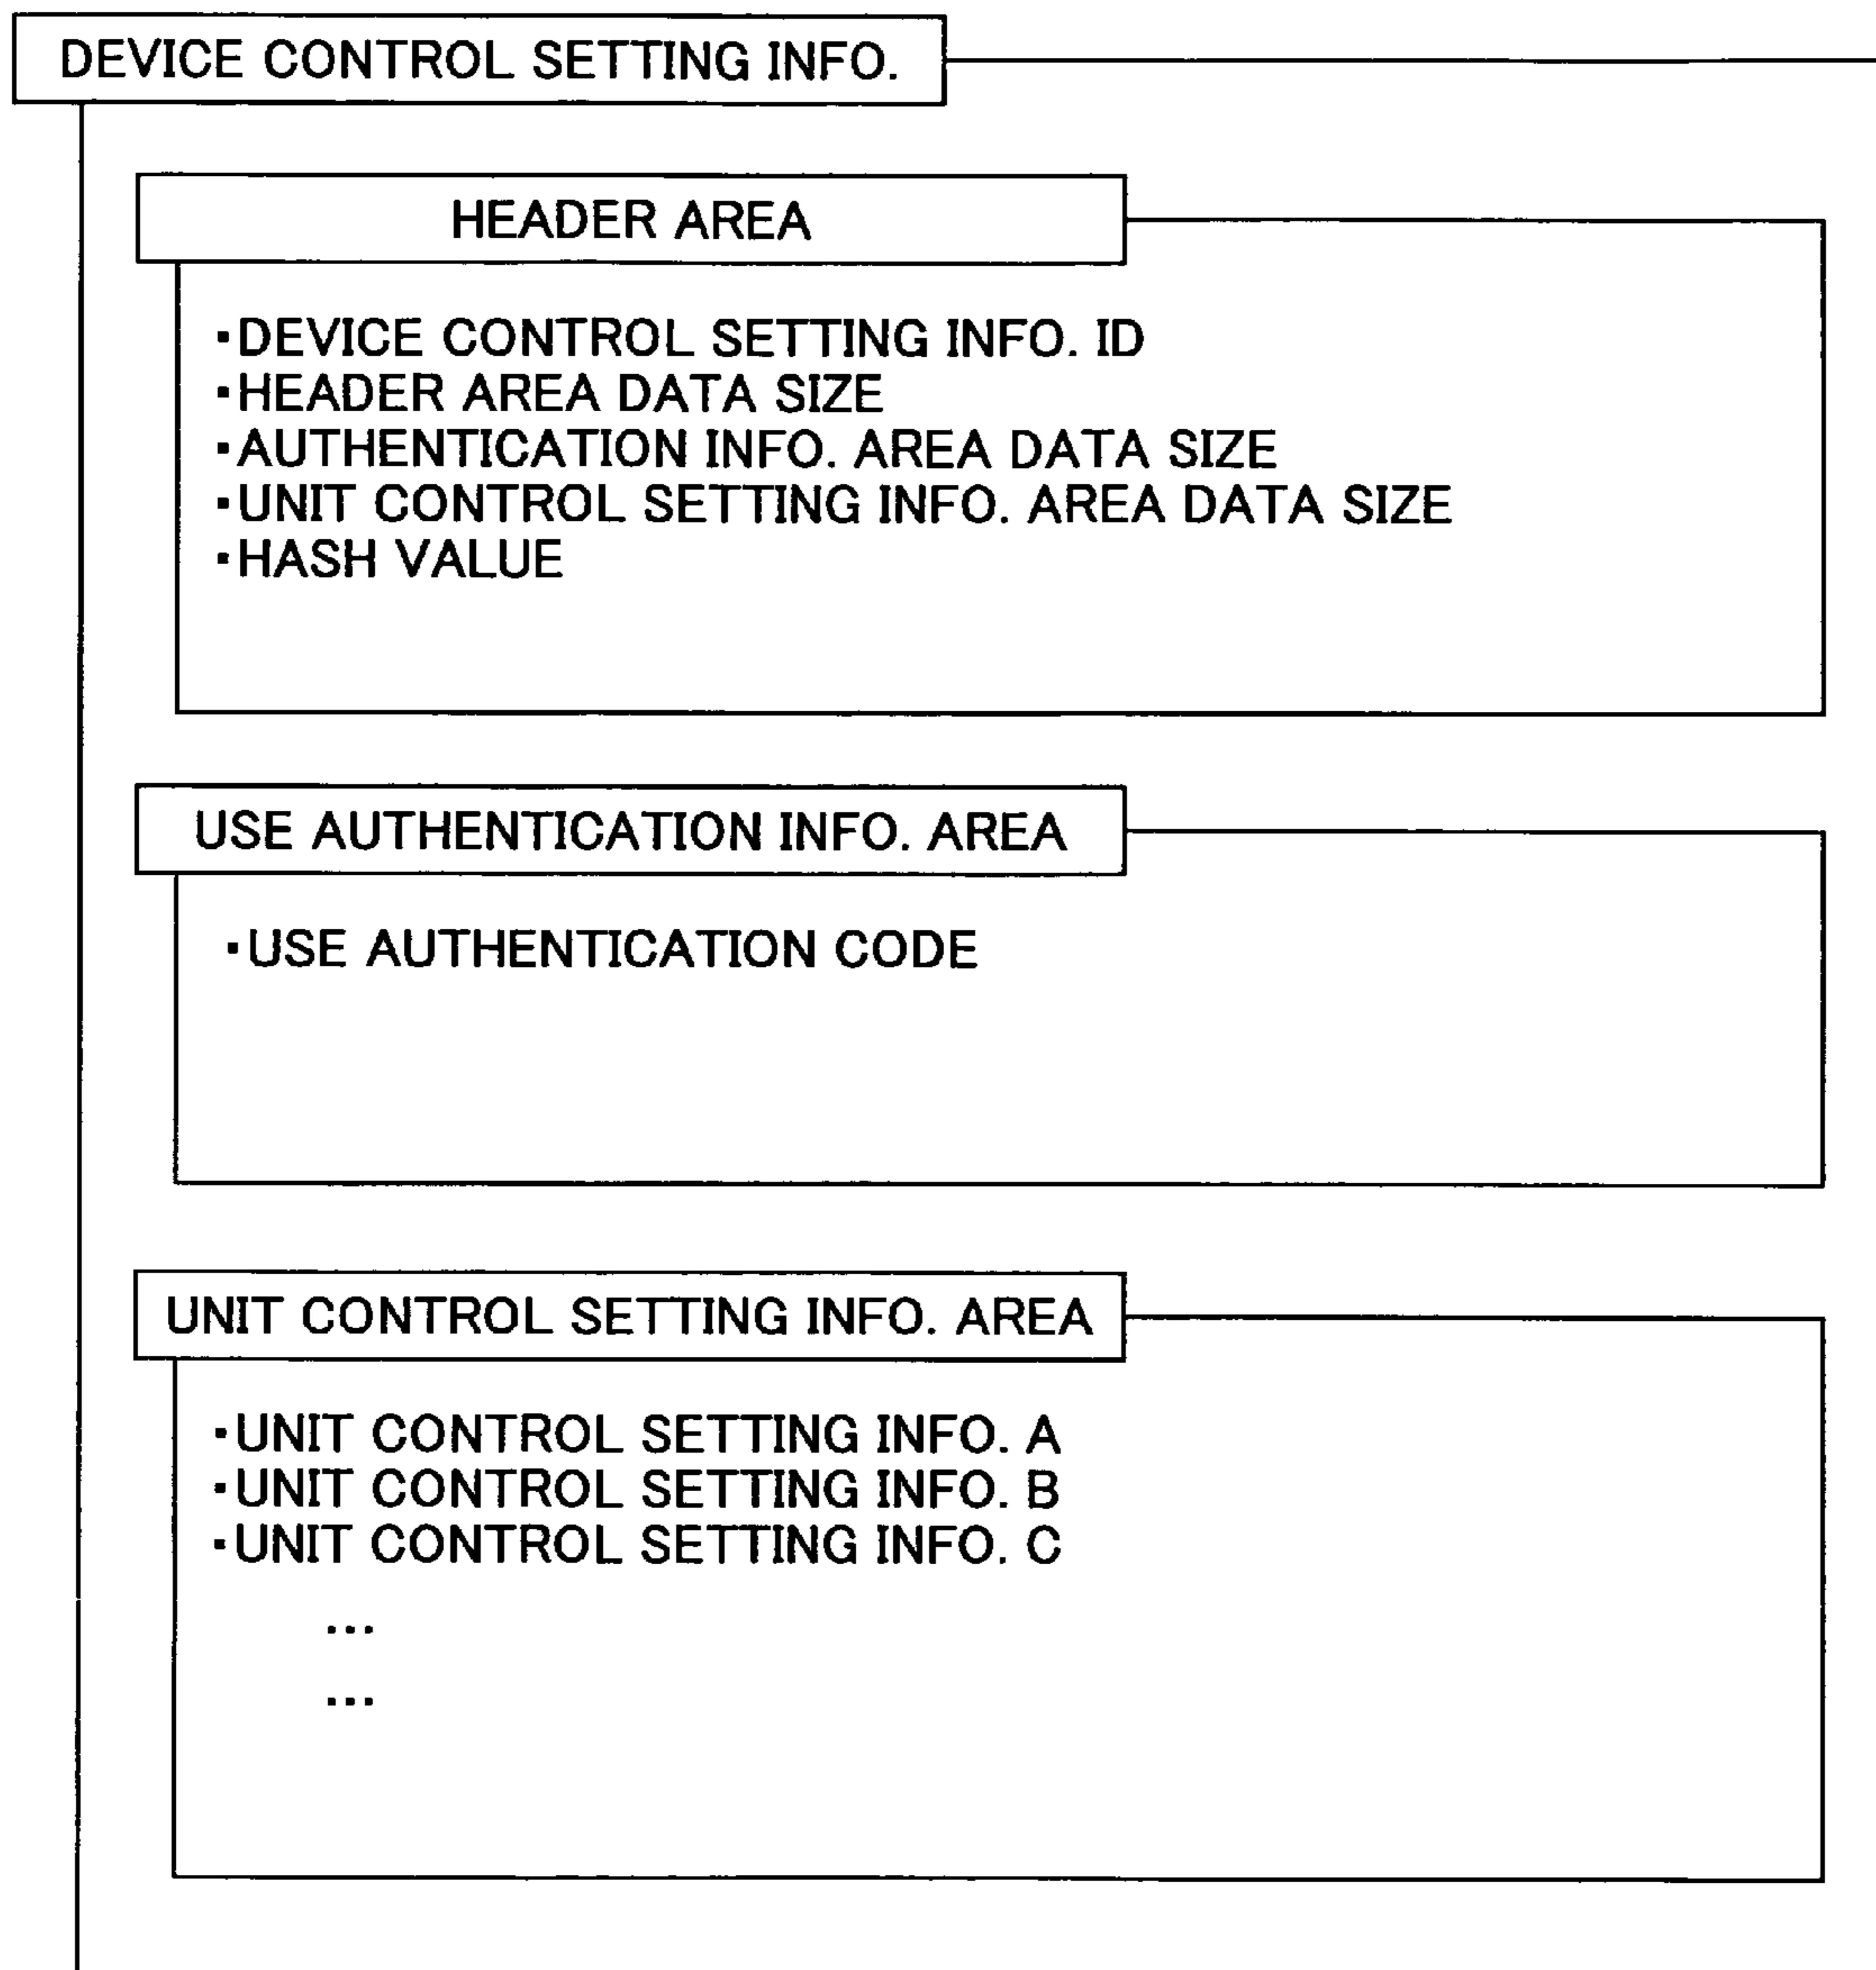 DEVICE CONTROL SETTING INFO.
HEADER AREA
・DEVICE CONTROL SETTING INFO. ID
・HEADER AREA DATA SIZE
・AUTHENTICATION INFO. AREA DATA SIZE
・UNIT CONTROL SETTING INFO. AREA DATA SIZE
・HASH VALUE
USE AUTHENTICATION INFO. AREA
・USE AUTHENTICATION CODE
UNIT CONTROL SETTING INFO. AREA
・UNIT CONTROL SETTING INFO. A
・UNIT CONTROL SETTING INFO. B
・UNIT CONTROL SETTING INFO. C
...
...